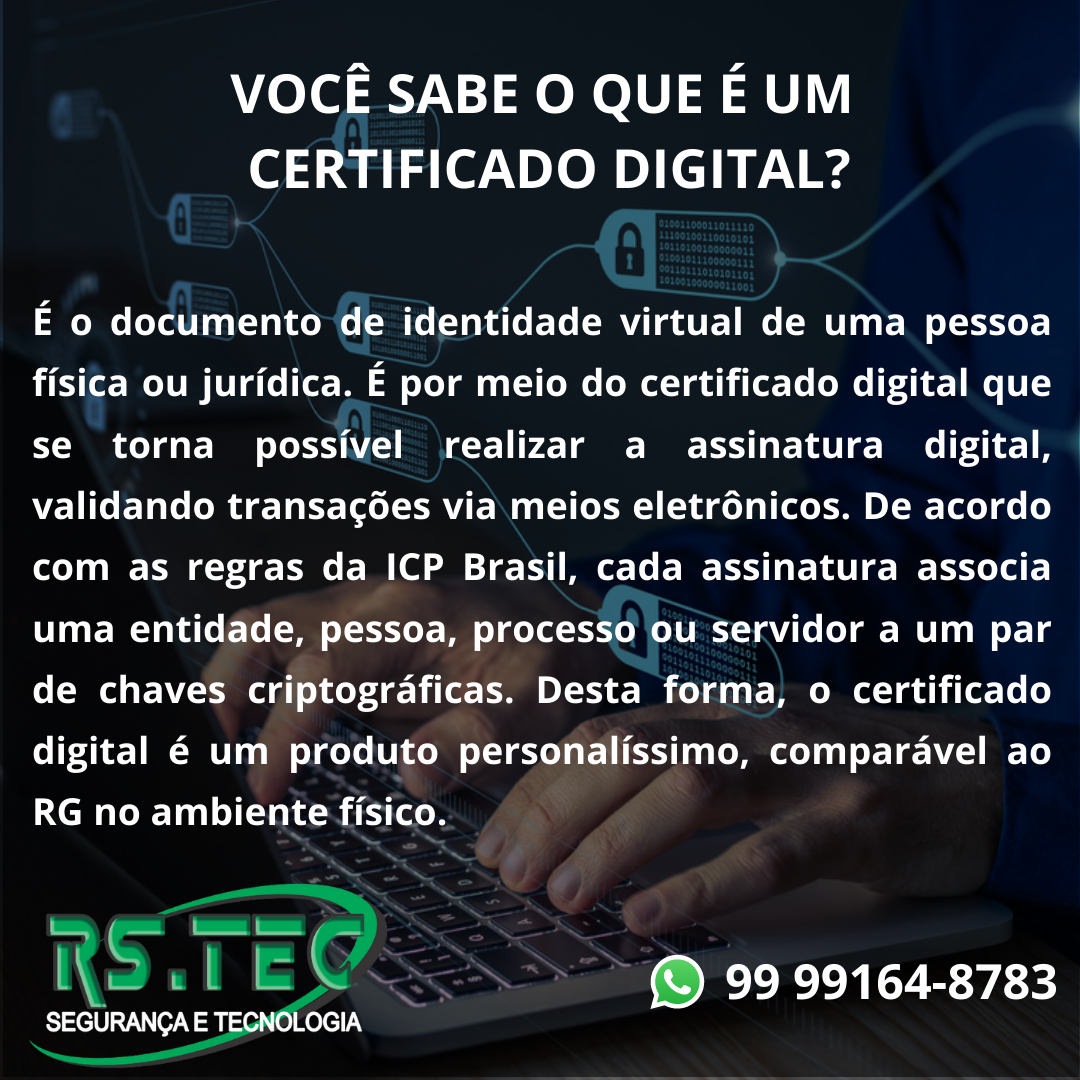 VOCÊ SABE O QUE É UM
CERTIFICADO DIGITAL?
É o documento de identidade virtual de uma pessoa
física ou jurídica. É por meio do certificado digital que
se torna possível realizar a assinatura digital,
validando transações via meios eletrônicos. De acordo
com as regras da ICP Brasil, cada assinatura associa
uma entidade, pessoa, processo ou servidor a um par
de chaves criptográficas. Desta forma, o certificado
digital é um produto personalíssimo, comparável ao
RG no ambiente físico.
RS.TEC
SEGURANÇA E TECNOLOGIA
99 99164-8783